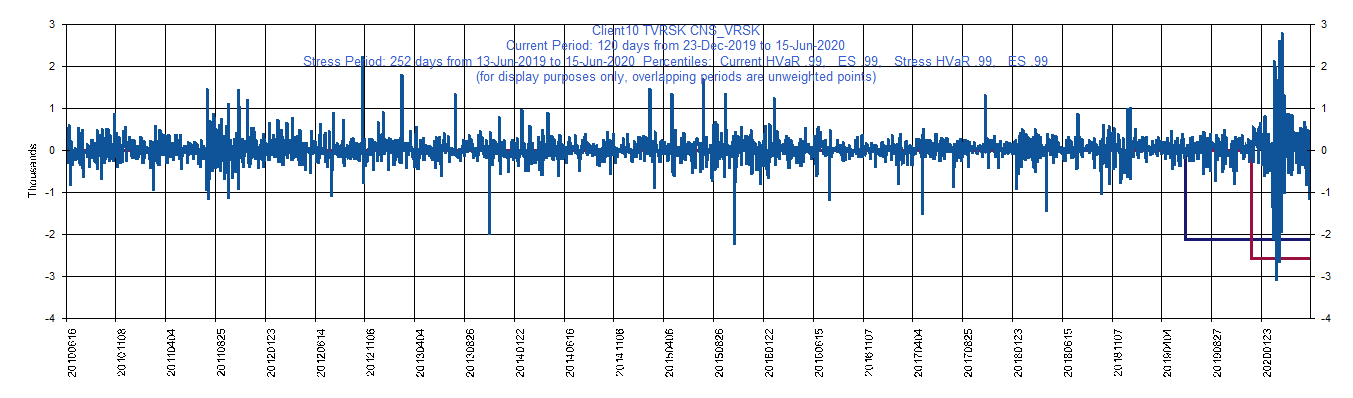 Client10 TVRSK CNS_VRSK
Current Period: 120 days from 23-Dec-2019 to 15-Jun-2020
Stress Period: 252 days from 13-Jun-2019 to 15-Jun-2020 Percentiles: Current HVaR .99, ES .99, Stress HVaR .99, ES .99
(for display purposes only, overlapping periods are unweighted points)
3 3
2 2
1 1
0 0
-1 -1
-2 -2
-3 -3
-4 -4
Thousands
20100616 20101108 20110404 20110825 20120123 20120614 20121106 20130404 20130826 20140122 20140616 20141106 20150406 20150826 20160122 20160615 20161107 20170404 20170825 20180123 20180615 20181107 20190404 20190827 20200123